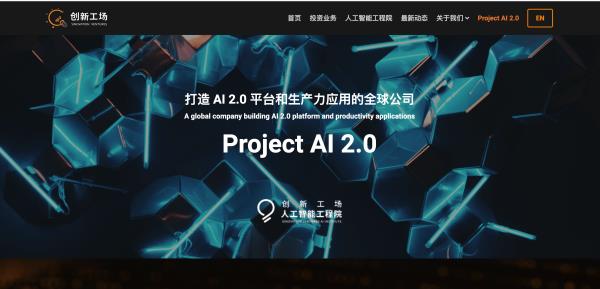 创新工场
SINOVATION VENTURES
首页 投资业务 人工智能工程院 最新动态 关于我们 Project AI 2.0 EN
打造 AI 2.0 平台和生产力应用的全球公司
A global company building AI 2.0 platform and productivity applications
Project AI 2.0
创新工场
人工智能工程院